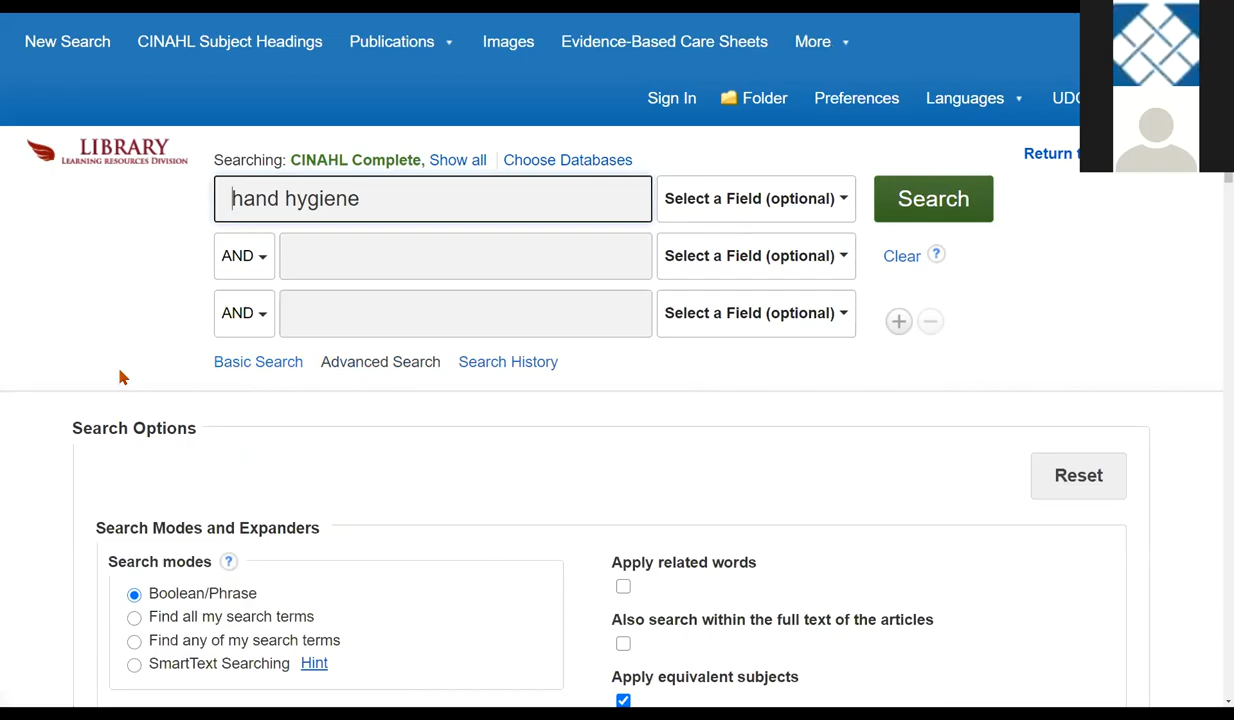 New Search CINAHL Subject Headings Publications Images Evidence-Based Care Sheets More
Sign In Folder Preferences Languages
LIBRARY
LEARNING RESOURCES DIVISION
Searching: CINAHL Complete, Show all Choose Databases
Return
hand hygiene Select a Field (optional) Search
AND Select a Field (optional) Clear ?
AND Select a Field (optional)
Basic Search Advanced Search Search History
Search Options
Reset
Search Modes and Expanders
Search modes ?
Boolean/Phrase
Find all my search terms
Find any of my search terms
SmartText Searching Hint
Apply related words
Also search within the full text of the articles
Apply equivalent subjects